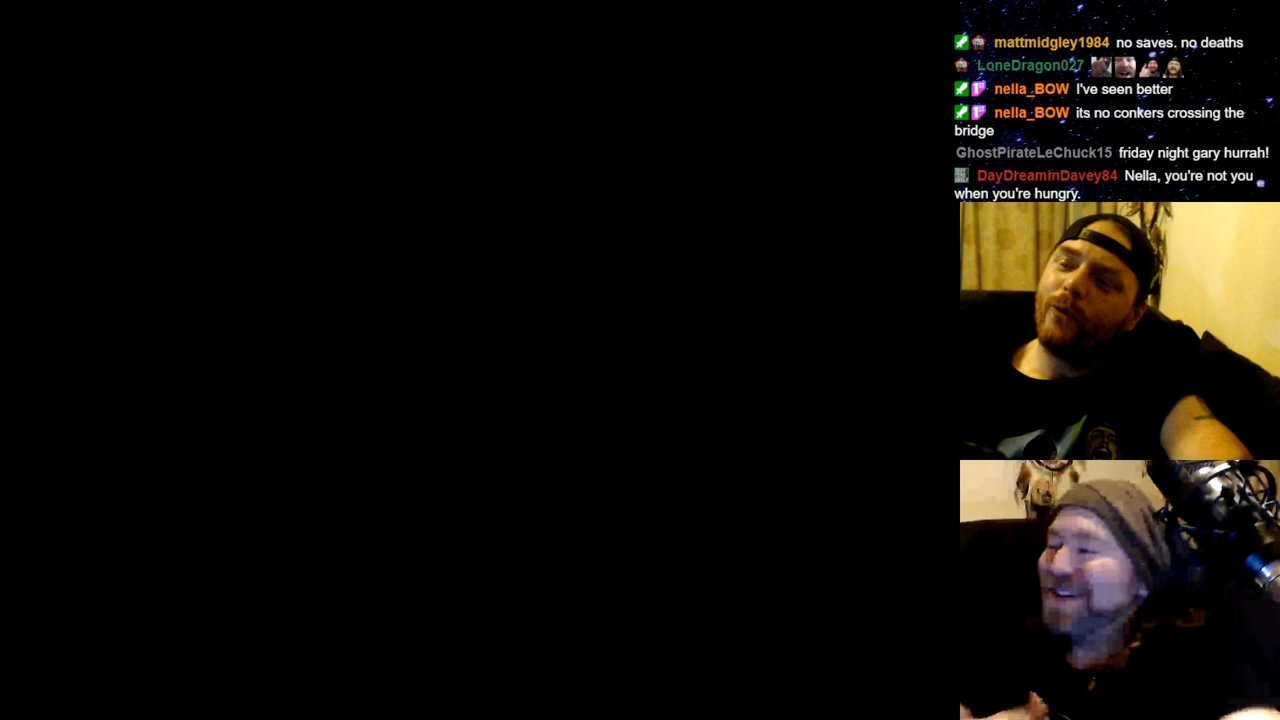 mattmidgley1984 no saves. no deaths
LoneDragon027
nella_BOW I've seen better
nella_BOW its no conkers crossing the
bridge
GhostPirateLeChuck15 friday night gary hurrah!
DayDreaminDavey84 Nella, you're not you
when you're hungry.